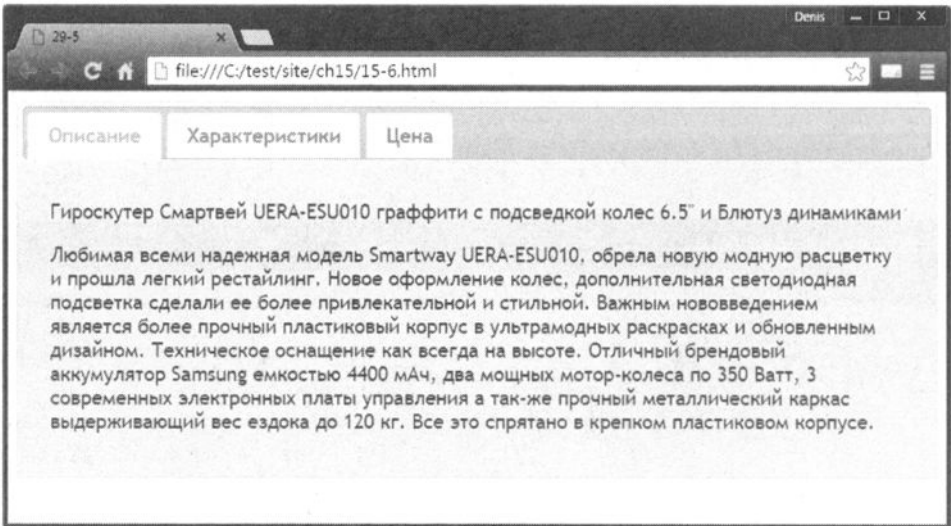 Denis
29-5
file:///C:/test/site/ch15/15-6.html
Описание Характеристики Цена
Гироскутер Смартвей UERA-ESU010 граффити с подсведкой колес 6.5" и Блютуз динамиками
Любимая всеми надежная модель Smartway UERA-ESU010, обрела новую модную расцветку
и прошла легкий рестайлинг. Новое оформление колес, дополнительная светодиодная
подсветка сделали ее более привлекательной и стильной. Важным нововведением
является более прочный пластиковый корпус в ультрамодных раскрасках и обновленным
дизайном. Техническое оснащение как всегда на высоте. Отличный брендовый
аккумулятор Samsung емкостью 4400 мАч, два мощных мотор-колеса по 350 Ватт, 3
современных электронных платы управления а так-же прочный металлический каркас
выдерживающий вес ездока до 120 кг. Все это спрятано в крепком пластиковом корпусе.